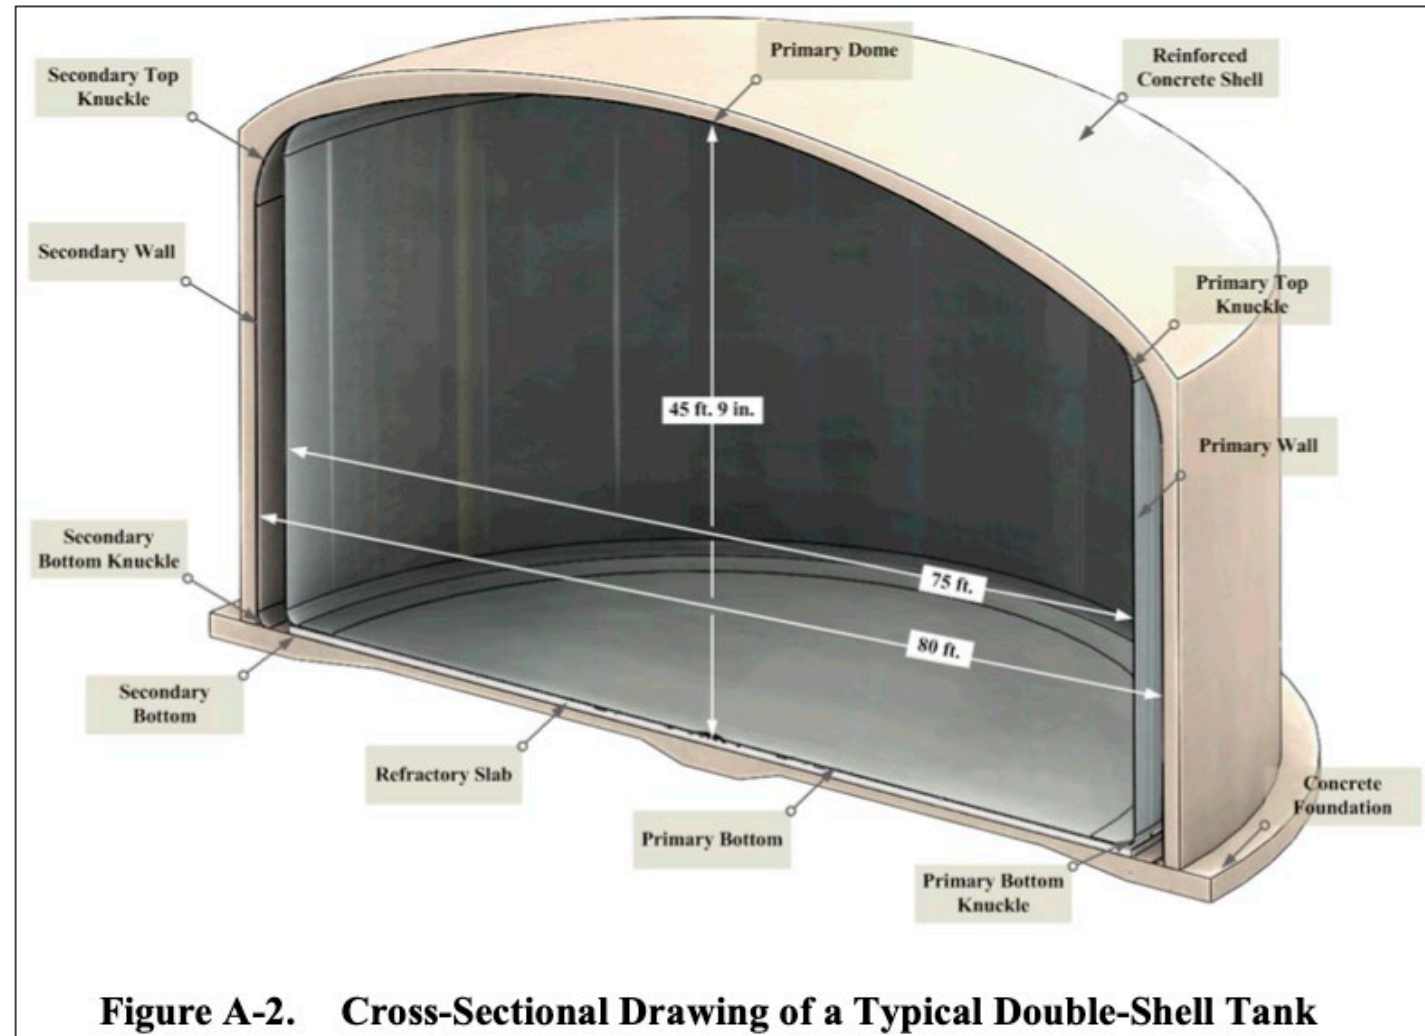 Primary Dome
Reinforced
Concrete Shell
Secondary Top
Knuckle
Secondary Wall
Primary Top
Knuckle
45 ft. 9 in.
Primary Wall
Secondary
Bottom Knuckle
75 ft.
80 ft.
Secondary
Bottom
Refractory Slab
Concrete
Foundation
Primary Bottom
Primary Bottom
Knuckle
Figure A-2. Cross-Sectional Drawing of a Typical Double-Shell Tank